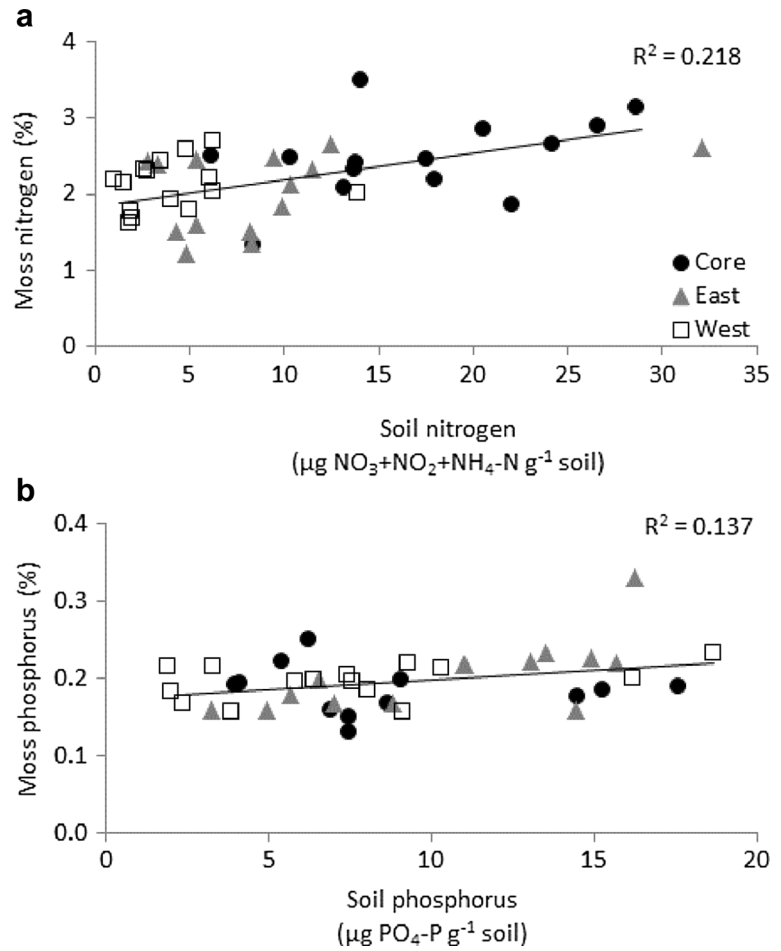 a
4
R² = 0.218
3
2
1
0
Moss nitrogen (%)
Core
East
West
0 5 10 15 20 25 30 35
Soil nitrogen
(µg NO₃+NO₂+NH₄-N g⁻¹ soil)
b
0.4
R² = 0.137
0.3
0.2
0.1
0.0
Moss phosphorus (%)
0 5 10 15 20
Soil phosphorus
(µg PO₄-P g⁻¹ soil)